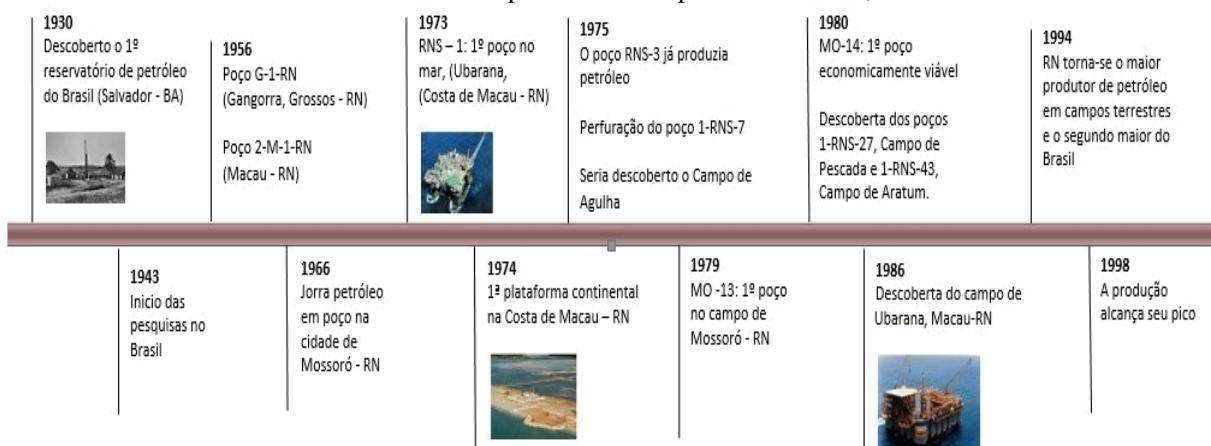 1930
Descoberto o 1º
reservatório de petróleo
do Brasil (Salvador - BA)
1956
Poço G-1-RN
(Gangorra, Grossos - RN)
Poço 2-M-1-RN
(Macau - RN)
1973
RNS – 1: 1º poço no
mar, (Ubarana,
(Costa de Macau - RN)
1975
O poço RNS-3 já produzia
petróleo
Perfuração do poço 1-RNS-7
Seria descoberto o Campo de
Agulha
1980
MO-14: 1º poço
economicamente viável
Descoberta dos poços
1-RNS-27, Campo de
Pescada e 1-RNS-43,
Campo de Aratum.
1994
RN torna-se o maior
produtor de petróleo
em campos terrestres
e o segundo maior do
Brasil
1943
Inicio das
pesquisas no
Brasil
1966
Jorra petróleo
em poço na
cidade de
Mossoró - RN
1974
1ª plataforma continental
na Costa de Macau – RN
1979
MO -13: 1º poço
no campo de
Mossoró - RN
1986
Descoberta do campo de
Ubarana, Macau-RN
1998
A produção
alcança seu pico